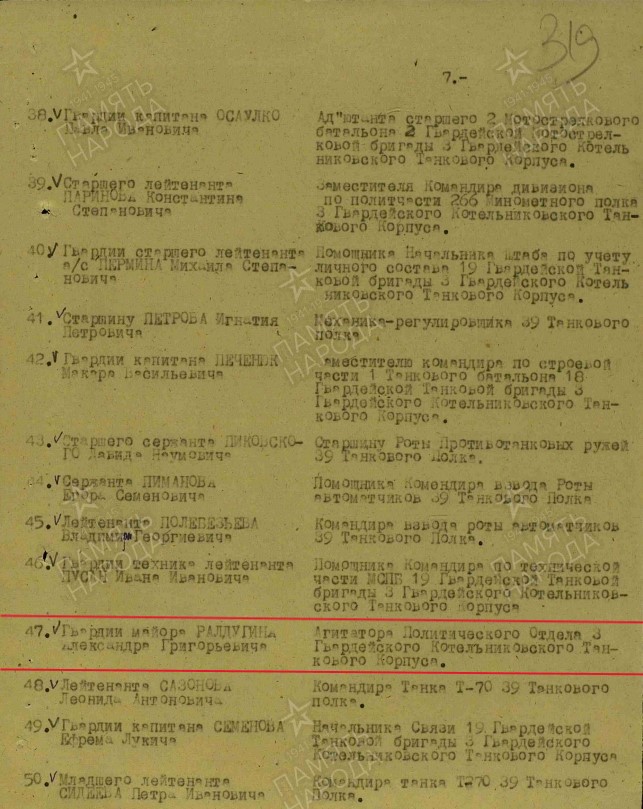 319
7.-
38.V Гвардии капитана ОСАУЛКО
Павла Ивановича
Ад"ютанта старшего 2 Мотострелкового
батальона 2 Гвардейской Мотострел-
ковой бригады 3 Гвардейского Котель
никовского Танкового Корпуса.
39.V Старшего лейтенанта
ПАРИНОВА Константина
Степановича
Заместителя Командира дивизиона
по политчасти 266 Минометного полка
3 Гвардейского Котельниковского Тан-
кового Корпуса.
40V Гвардии старшего лейтенанта
а/с ПЕРМИНА Михаила Степа-
новича
Помощника Начальника штаба по учету
личного состава 19 Гвардейской Тан-
ковой бригады 3 Гвардейского Котель
никовского Танкового Корпуса.
41.V Старшину ПЕТРОВА Игнатия
Петровича
Механика-регулировщика 39 Танкового
полка.
42.V Гвардии капитана ПЕЧЕНЮК
Макара Васильевича
Заместителю командира по строевой
части 1 Танкового батальона 18
Гвардейской Танковой бригады 3
Гвардейского Котельниковского Тан-
кового Корпуса.
43.V Старшего сержанта ПИКОВСКО-
ГО Давида Наумовича
Старшину Роты Противотанковых ружей
39 Танкового Полка.
44.V Сержанта ПИМАНОВА
Егора Семеновича
Помощника Командира взвода Роты
автоматчиков 39 Танкового Полка
45.V Лейтенанта ПОЛЕБЕЗЬЕВА
Владимира Георгиевича
Командира взвода роты автоматчиков
39 Танкового Полка.
46.V Гвардии техника лейтенанта
Ивана Ивановича
Помощника Командира по технической
части МСПБ 19 Гвардейской Танковой
бригады 3 Гвардейского Котельников-
ского Танкового Корпуса
47.V Гвардии майора РАЛДУГИНА
Александра Григорьевича
Агитатора Политического Отдела 3
Гвардейского Котельниковского Тан-
кового Корпуса.
48.V Лейтенанта САЗОНОВА
Леонида Антоновича
Командира Танка Т-70 39 Танкового
полка.
49.V Гвардии капитана СЕМЕНОВА
Ефрема Лукича
Начальника Связи 19 Гвардейской
Танковой бригады 3 Гвардейского
Котельниковского Танкового Корпуса
50.V Младшего лейтенанта
СИЛЕЕВА Петра Ивановича
Командира танка Т-70 39 Танкового
Полка.
ПАМЯТЬ
НАРОДА